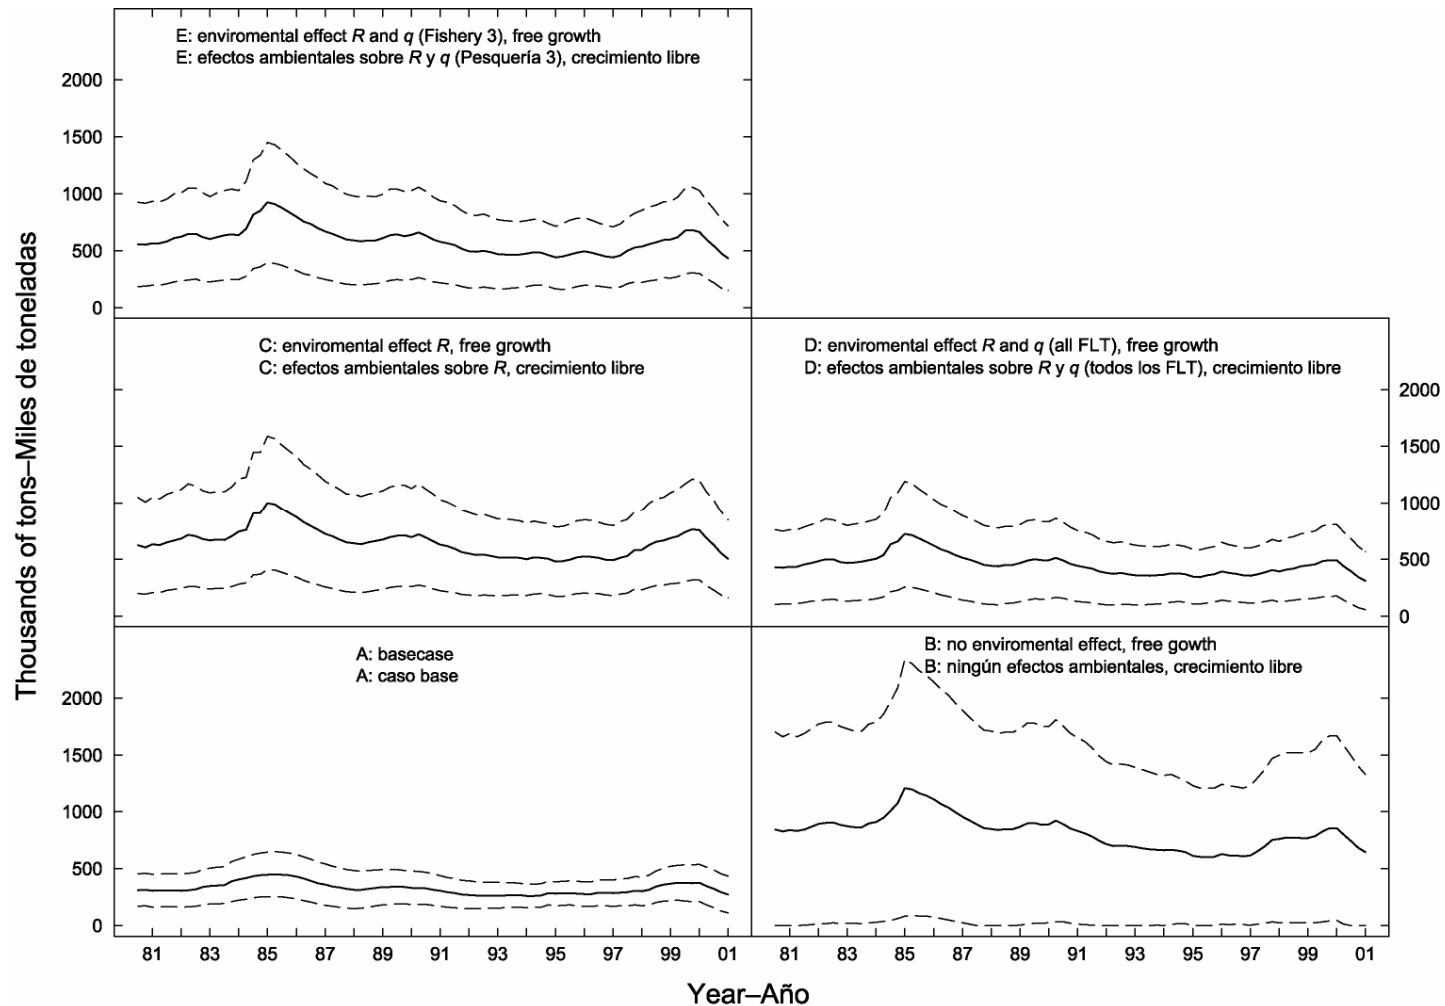 E: enviromental effect R and q (Fishery 3), free growth
E: efectos ambientales sobre R y q (Pesquería 3), crecimiento libre
2000
1500
1000
500
0
C: enviromental effect R, free growth
C: efectos ambientales sobre R, crecimiento libre
D: enviromental effect R and q (all FLT), free growth
D: efectos ambientales sobre R y q (todos los FLT), crecimiento libre
2000
1500
1000
500
0
A: basecase
A: caso base
B: no enviromental effect, free gowth
B: ningún efectos ambientales, crecimiento libre
2000
1500
1000
500
0
81 83 85 87 89 91 93 95 97 99 01
81 83 85 87 89 91 93 95 97 99 01
Thousands of tons–Miles de toneladas
Year–Año